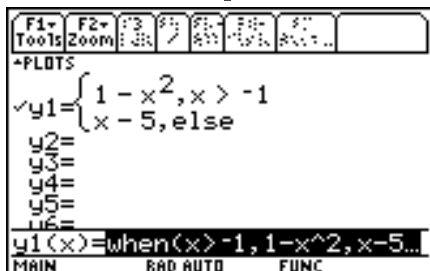 F1 F2
Tools Zoom
PLOTS
✓y1={1 - x², x > -1
x - 5, else
y2=
y3=
y4=
y5=
y6=
y1(x)=when(x>-1,1-x^2,x-5…
MAIN RAD AUTO FUNC